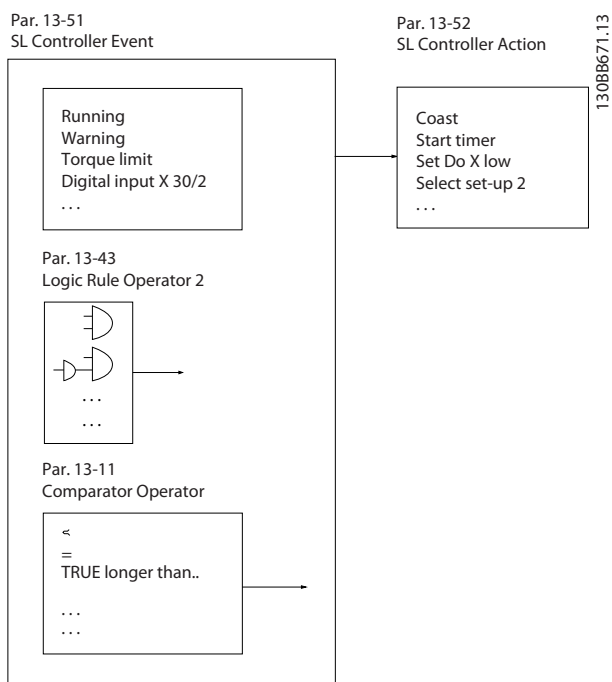 Par. 13-51
SL Controller Event
Running
Warning
Torque limit
Digital input X 30/2
. . .
Par. 13-43
Logic Rule Operator 2
. . .
. . .
Par. 13-11
Comparator Operator
<
=
TRUE longer than..
. . .
. . .
Par. 13-52
SL Controller Action
Coast
Start timer
Set Do X low
Select set-up 2
. . .
130BB671.13